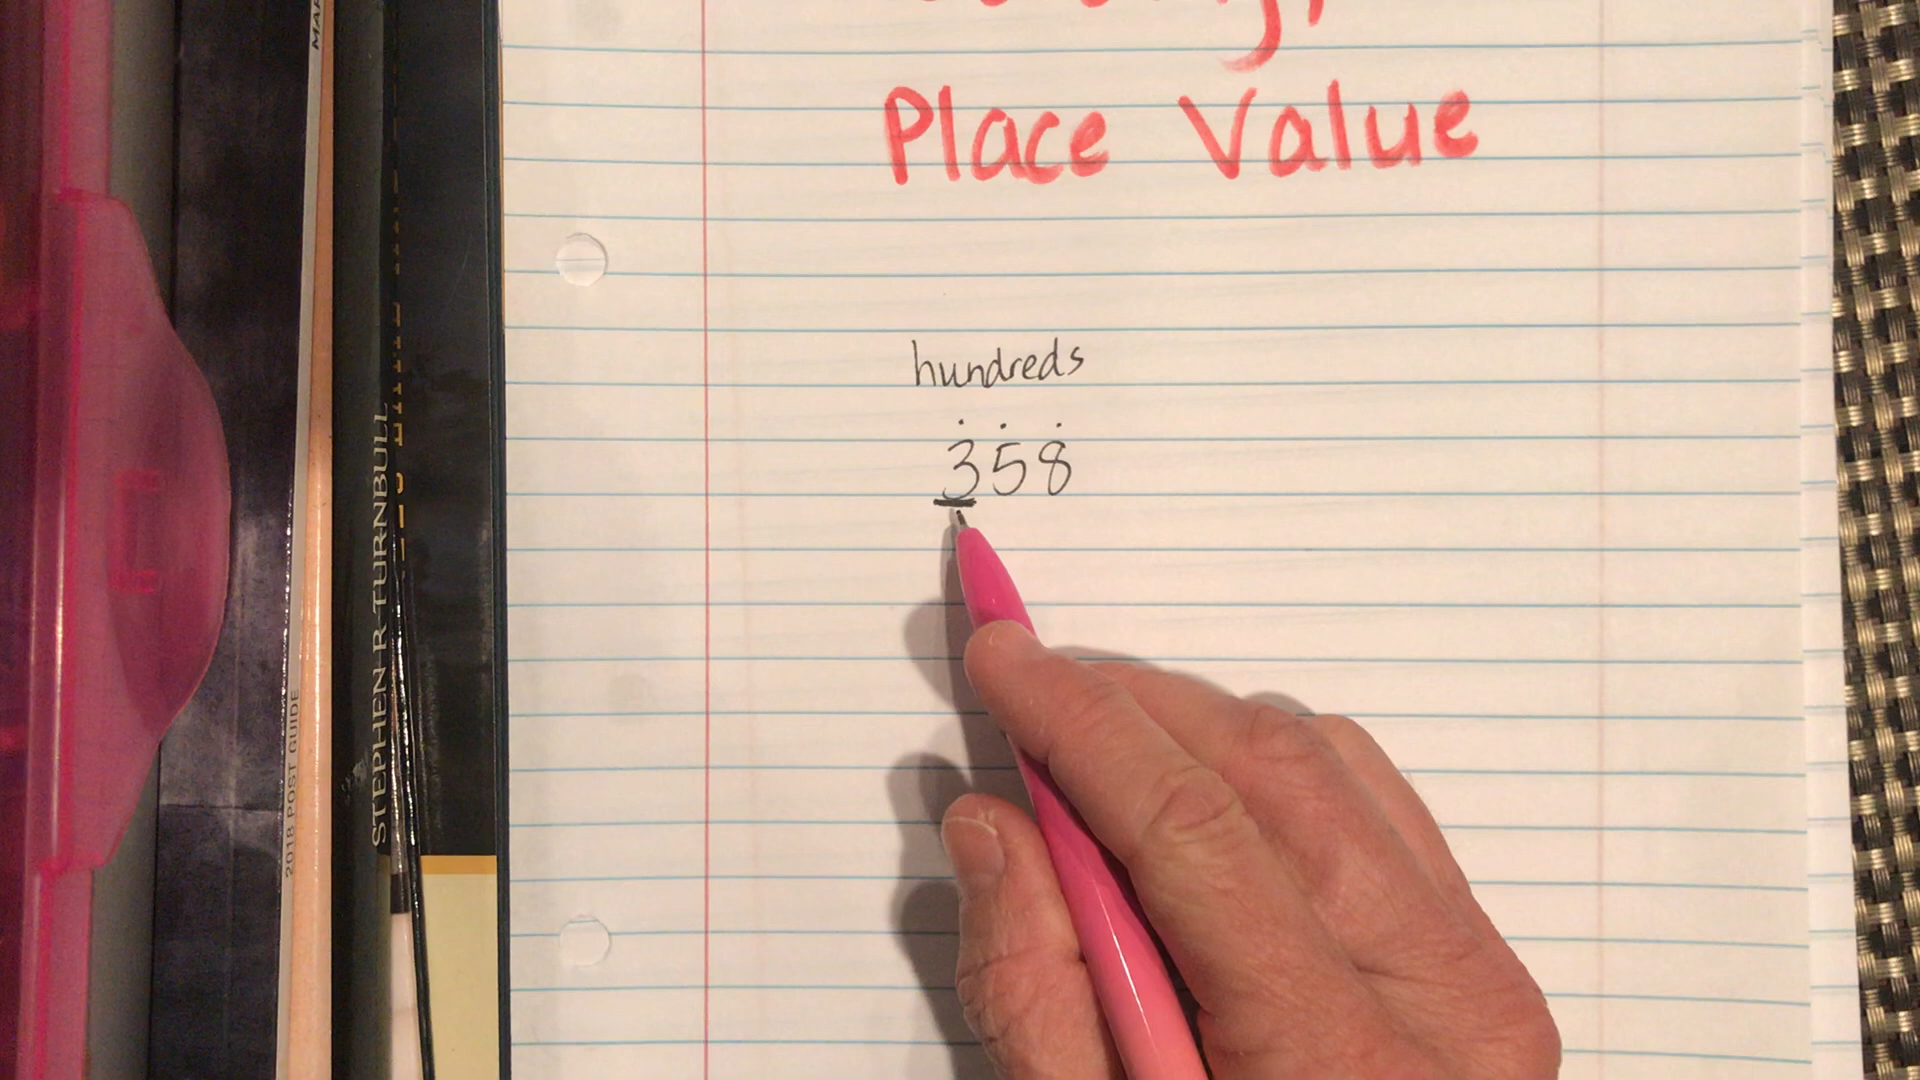 Place Value
hundreds
358
STEPHEN R TURNBULL
2018 POST GUIDE